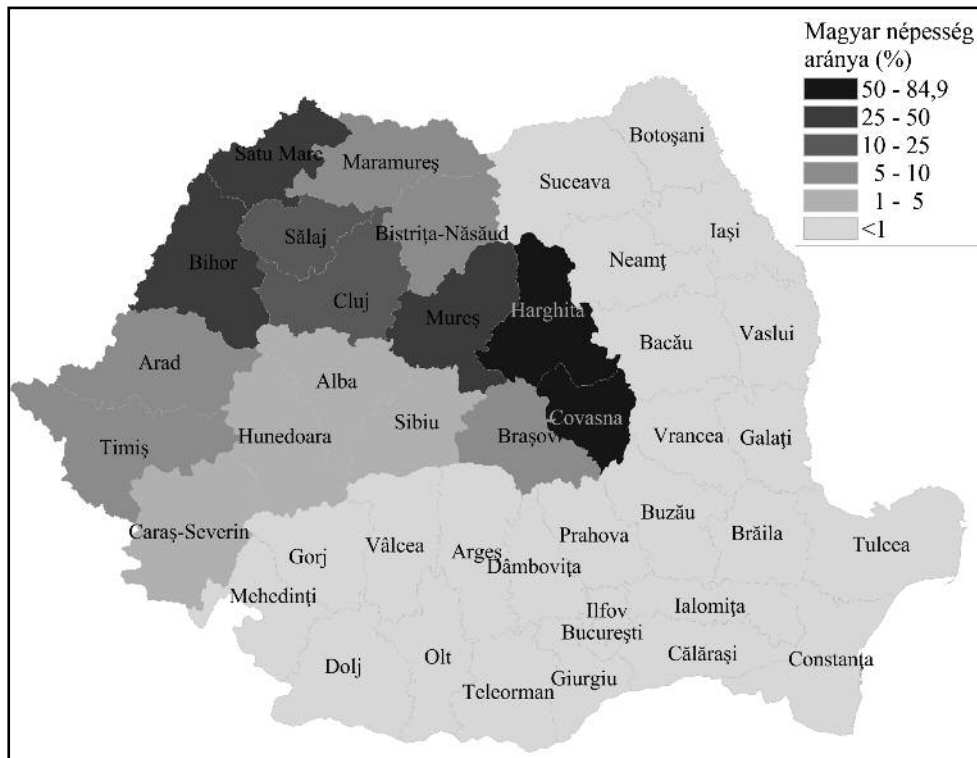 Magyar népesség
aránya (%)
50 - 84,9
25 - 50
10 - 25
5 - 10
1 - 5
<1
Botoşani
Satu Mare
Maramureş
Suceava
Sălaj
Bistriţa-Năsăud
Iaşi
Bihor
Neamţ
Cluj
Mureş
Harghita
Bacău
Vaslui
Arad
Alba
Covasna
Sibiu
Timiş
Hunedoara
Braşov
Vrancea
Galaţi
Caraş-Severin
Buzău
Brăila
Prahova
Tulcea
Gorj
Vâlcea
Argeş
Dâmboviţa
Mehedinţi
Ilfov
Ialomiţa
Bucureşti
Călăraşi
Constanţa
Dolj
Olt
Giurgiu
Teleorman